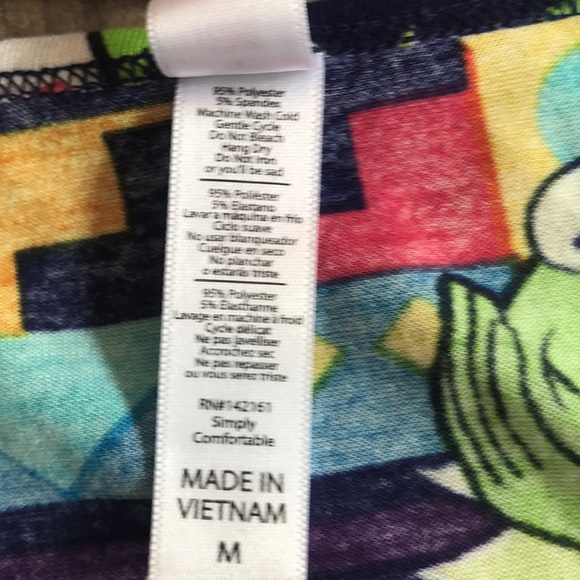 95% Polyester
5% Spandex
Machine Wash Cold
Gentle Cycle
Do Not Bleach
Hang Dry
Do Not Iron
or you'll be sad
95% Poliéster
5% Elastano
Lavar a máquina en frío
Ciclo suave
No usar blanqueador
Cuelgue en seco
No planchar
o estarás triste
95% Polyester
5% Élasthanne
Lavage en machine à froid
Cycle délicat
Ne pas javelliser
Accrochez sec
Ne pas repasser
ou vous serez triste
RN#142161
Simply
Comfortable
MADE IN
VIETNAM
M